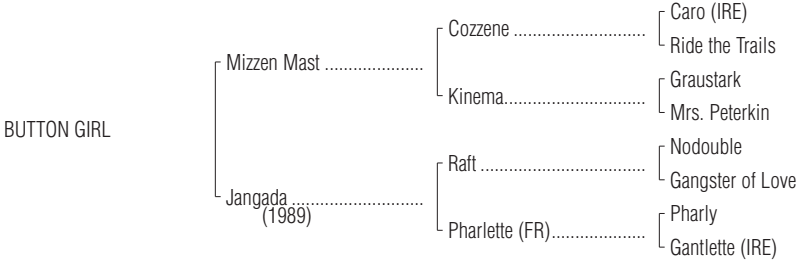 Caro (IRE)
Cozzene ..........................
Ride the Trails
Mizzen Mast ....................
Graustark
Kinema............................
Mrs. Peterkin
BUTTON GIRL
Nodouble
Raft .................................
Gangster of Love
Jangada ..........................
(1989)
Pharly
Pharlette (FR)...................
Gantlette (IRE)